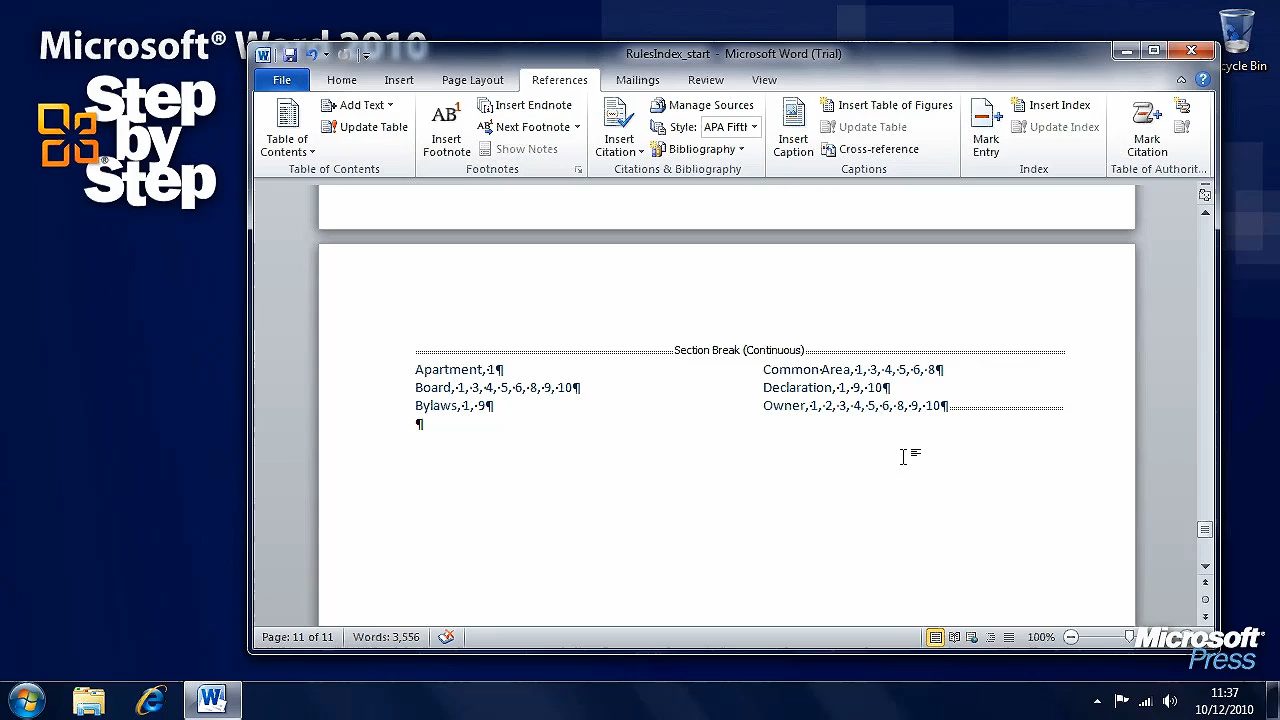 Microsoft® Word 2010
Step
by
Step
RulesIndex_start - Microsoft Word (Trial)
Recycle Bin
File Home Insert Page Layout References Mailings Review View
Table of Contents
Add Text
Update Table
Table of Contents
AB¹
Insert Footnote
Insert Endnote
Next Footnote
Show Notes
Footnotes
Insert Citation
Manage Sources
Style: APA Fifth
Bibliography
Citations & Bibliography
Insert Caption
Insert Table of Figures
Update Table
Cross-reference
Captions
Mark Entry
Insert Index
Update Index
Index
Mark Citation
Table of Authorit...
Section Break (Continuous)
Apartment,·1¶
Board,·1,·3,·4,·5,·6,·8,·9,·10¶
Bylaws,·1,·9¶
¶
Common·Area,·1,·3,·4,·5,·6,·8¶
Declaration,·1,·9,·10¶
Owner,·1,·2,·3,·4,·5,·6,·8,·9,·10¶
Page: 11 of 11 Words: 3,556 100%
Microsoft
Press
11:37
10/12/2010